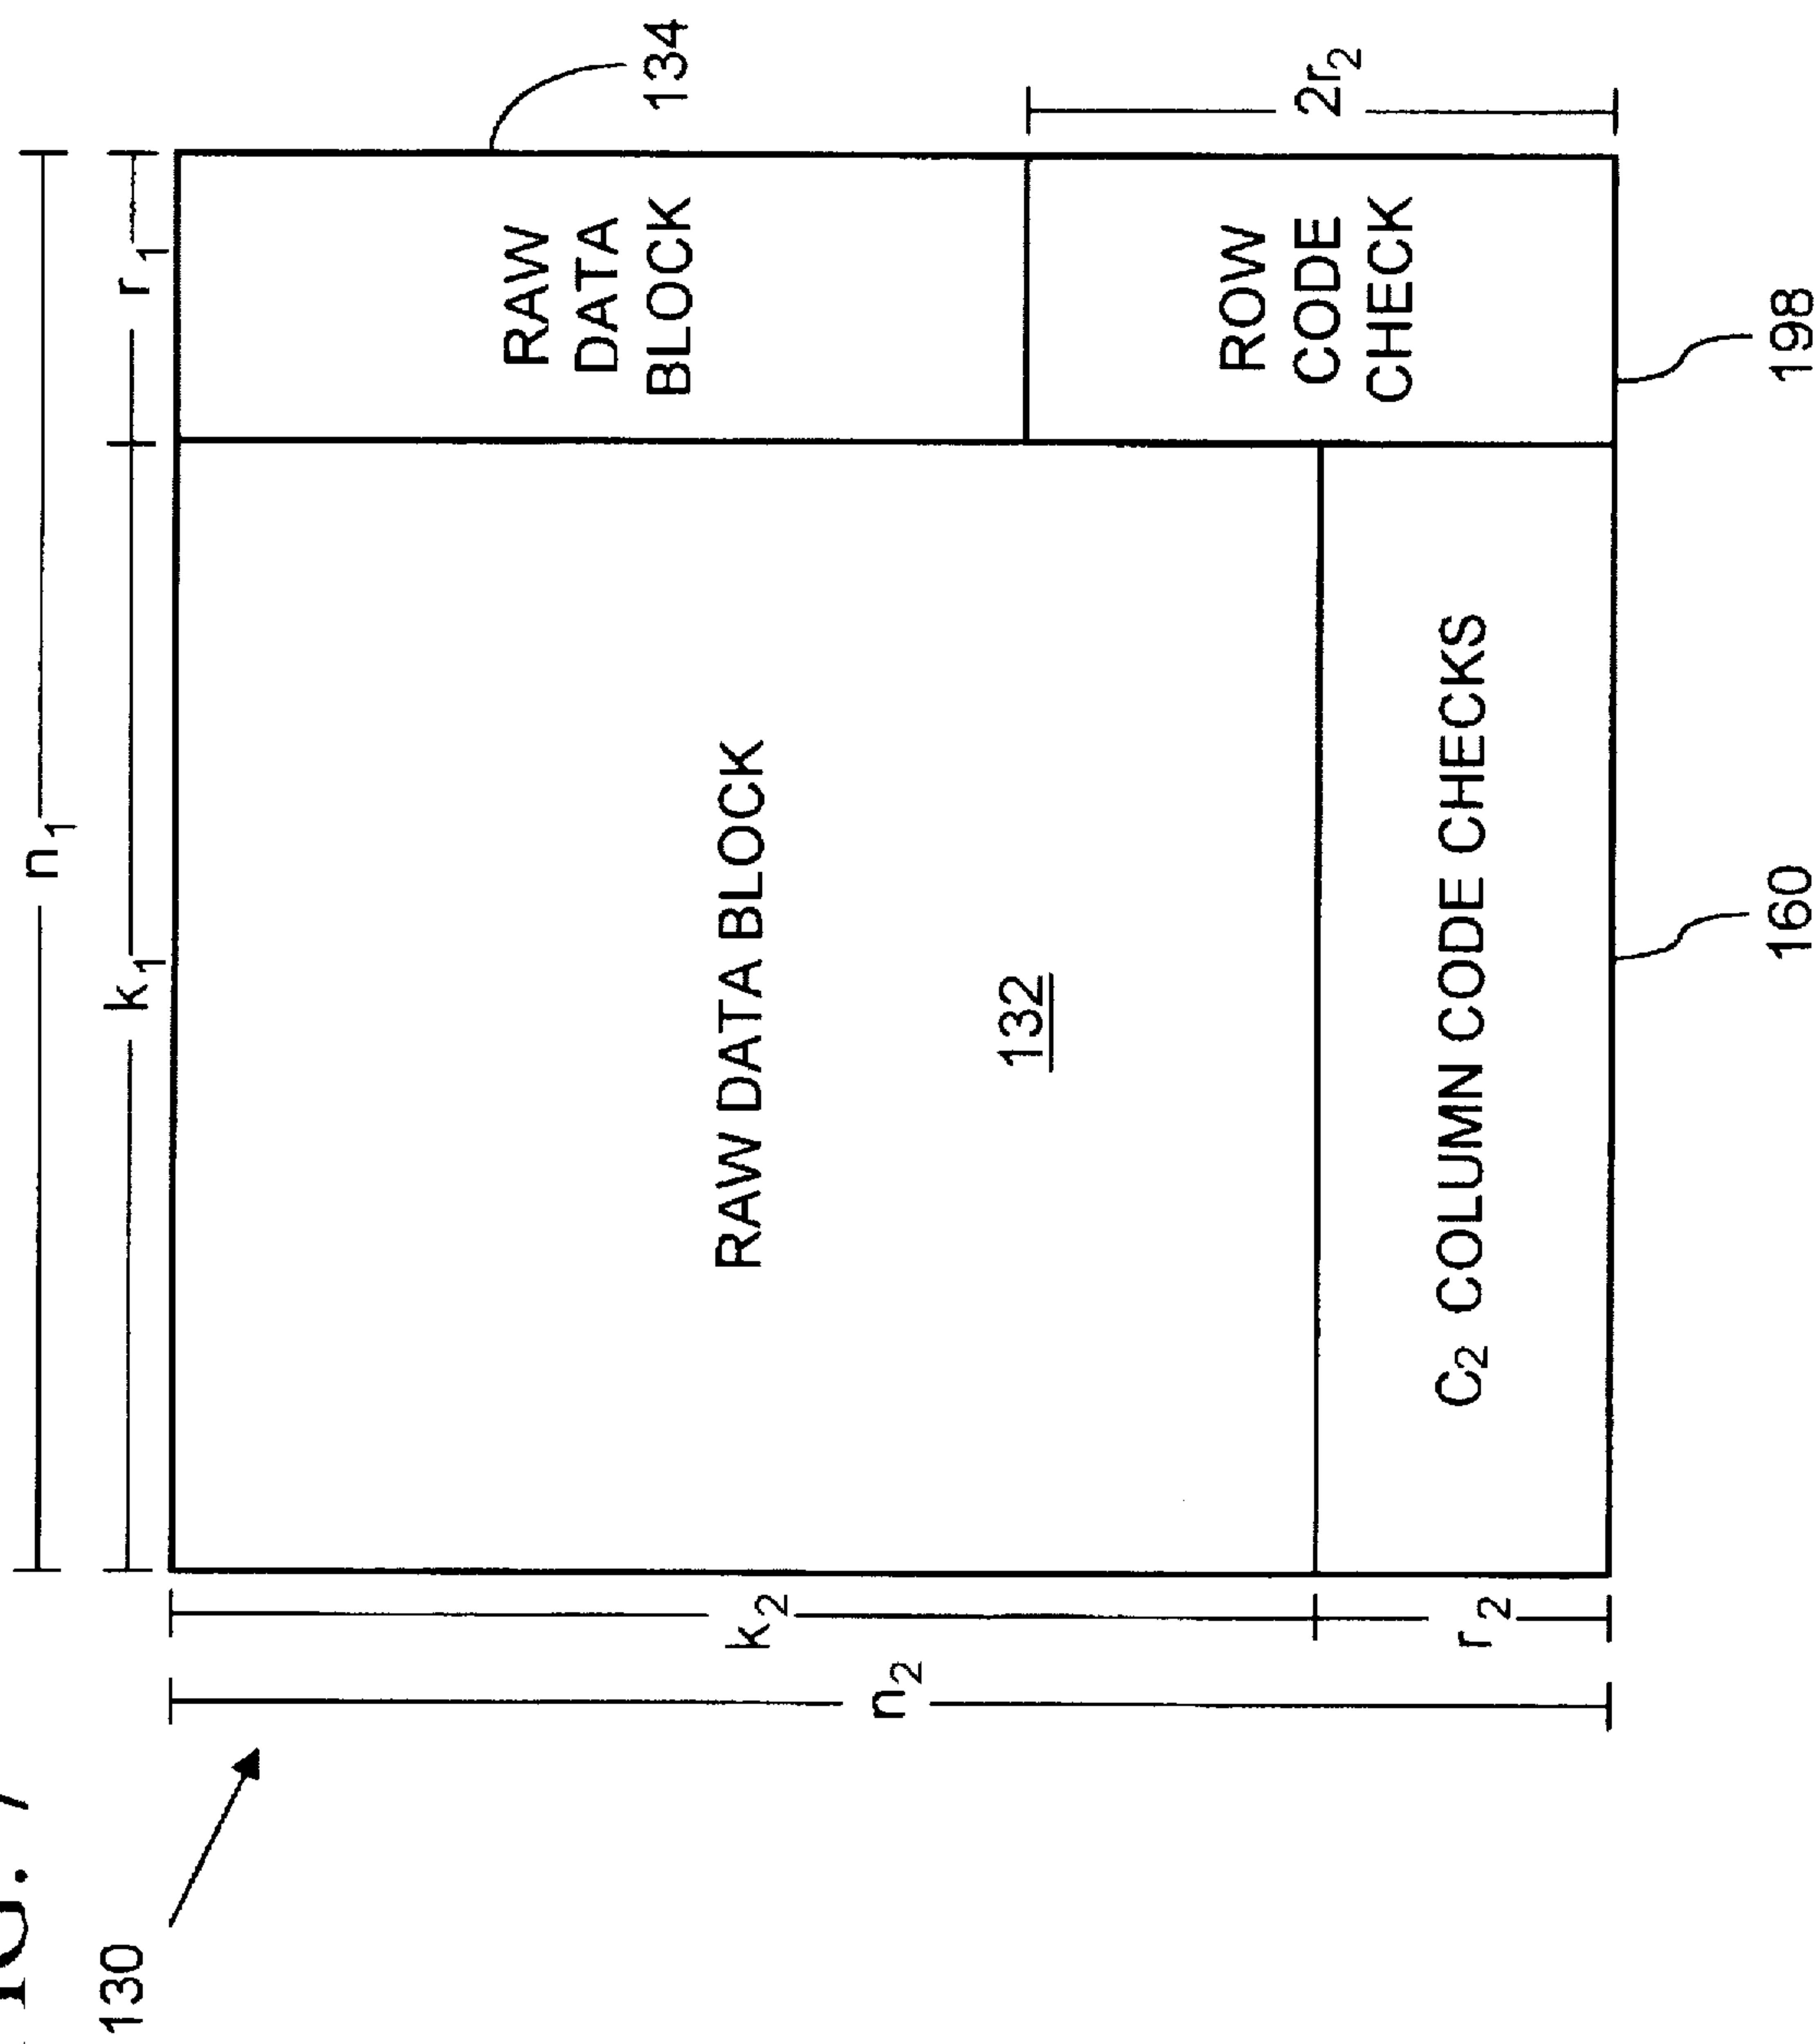 n1
k1
r1
130
RAW DATA BLOCK
132
RAW
DATA
BLOCK
134
k2
n2
r2
2r2
C2 COLUMN CODE CHECKS
ROW
CODE
CHECK
160
198